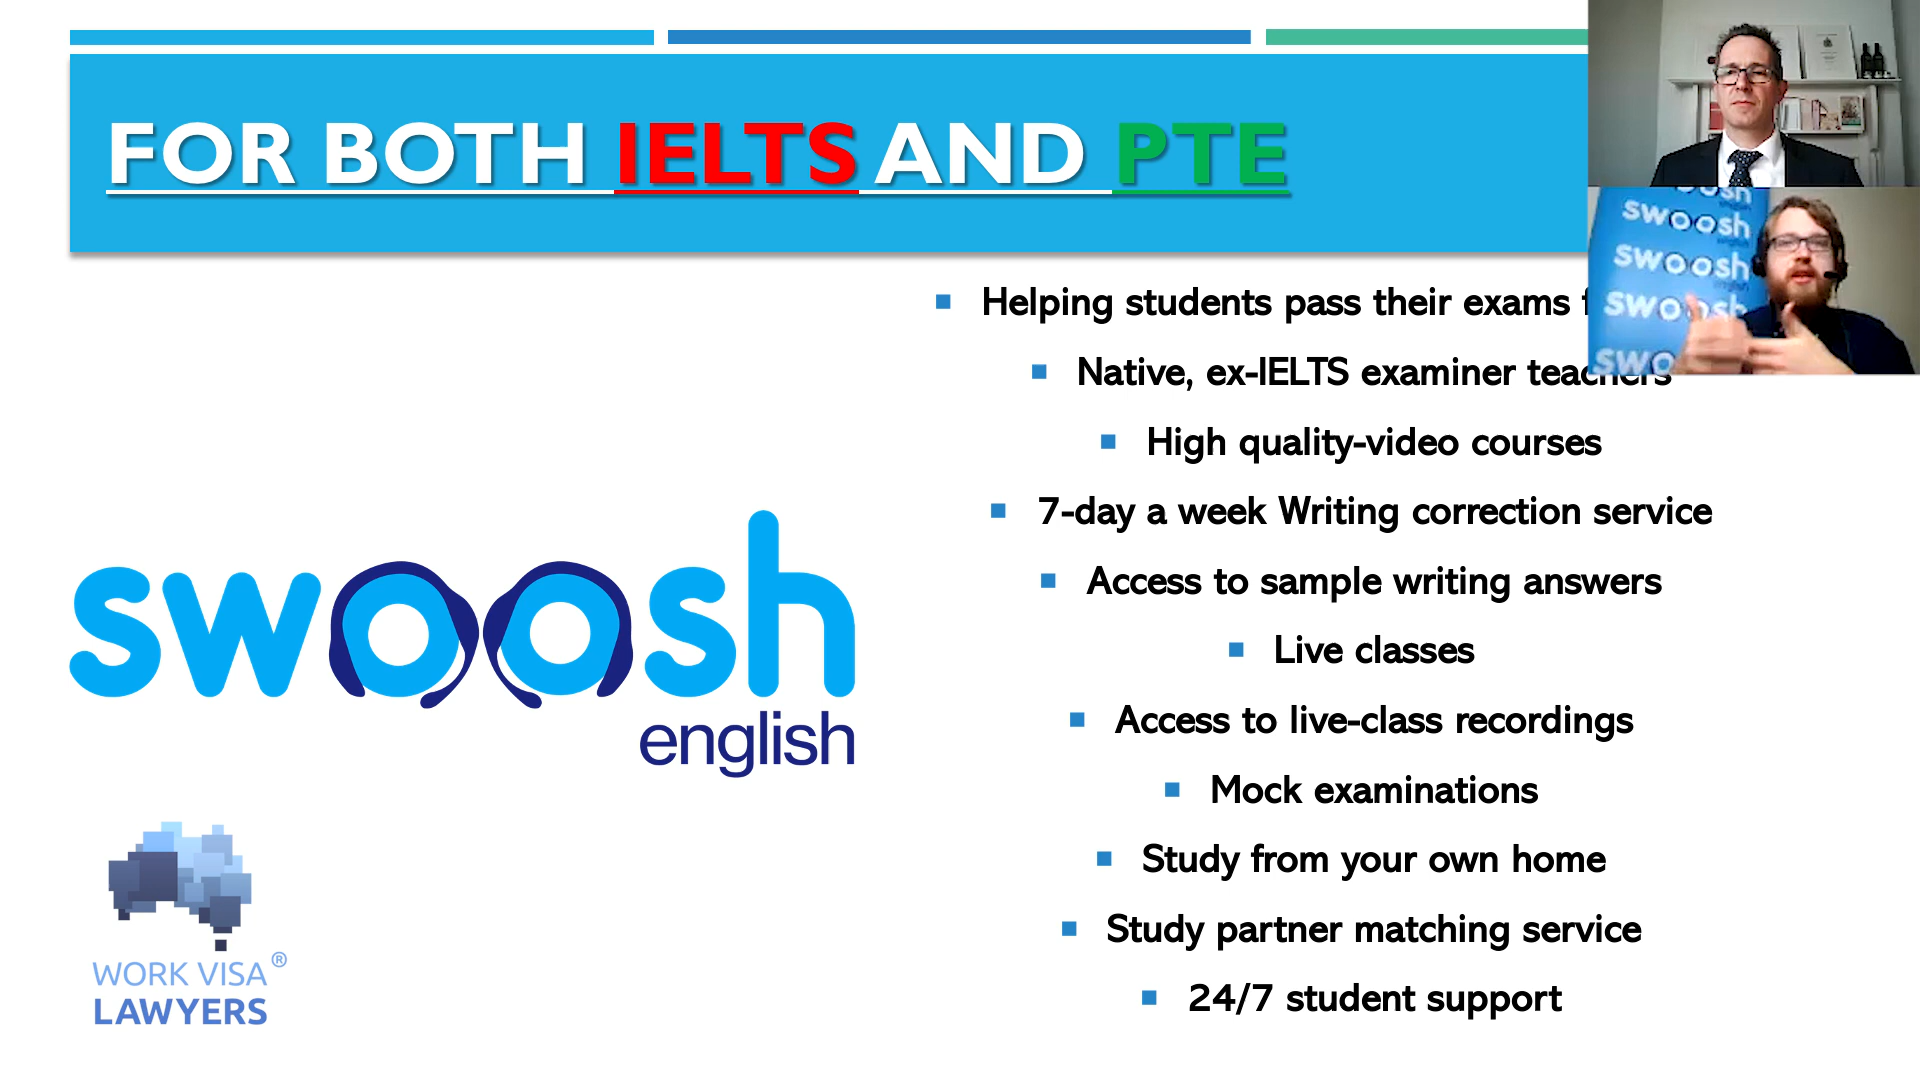 FOR BOTH IELTS AND PTE
Helping students pass their exams
Native, ex-IELTS examiner teachers
High quality-video courses
7-day a week Writing correction service
Access to sample writing answers
Live classes
Access to live-class recordings
Mock examinations
Study from your own home
Study partner matching service
24/7 student support
swoosh
english
WORK VISA®
LAWYERS
swoosh
swoosh
swoosh
swo